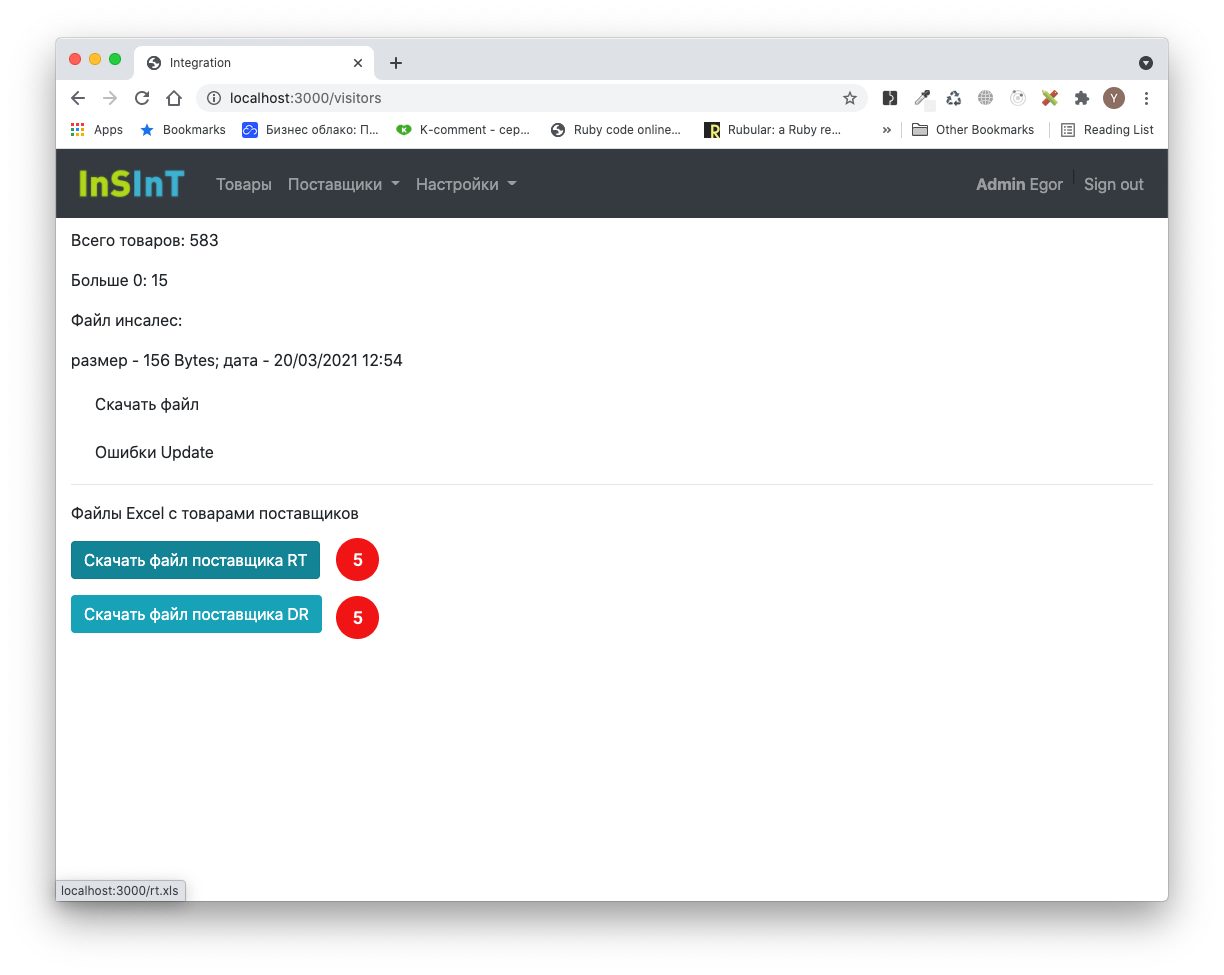 Integration
localhost:3000/visitors
Y
Apps Bookmarks Бизнес облако: П... K-comment - сер... Ruby code online... Rubular: a Ruby re... » Other Bookmarks Reading List
InSInT Товары Поставщики Настройки Admin Egor Sign out
Всего товаров: 583
Больше 0: 15
Файл инсалес:
размер - 156 Bytes; дата - 20/03/2021 12:54
Скачать файл
Ошибки Update
Файлы Excel с товарами поставщиков
Скачать файл поставщика RT 5
Скачать файл поставщика DR 5
localhost:3000/rt.xls